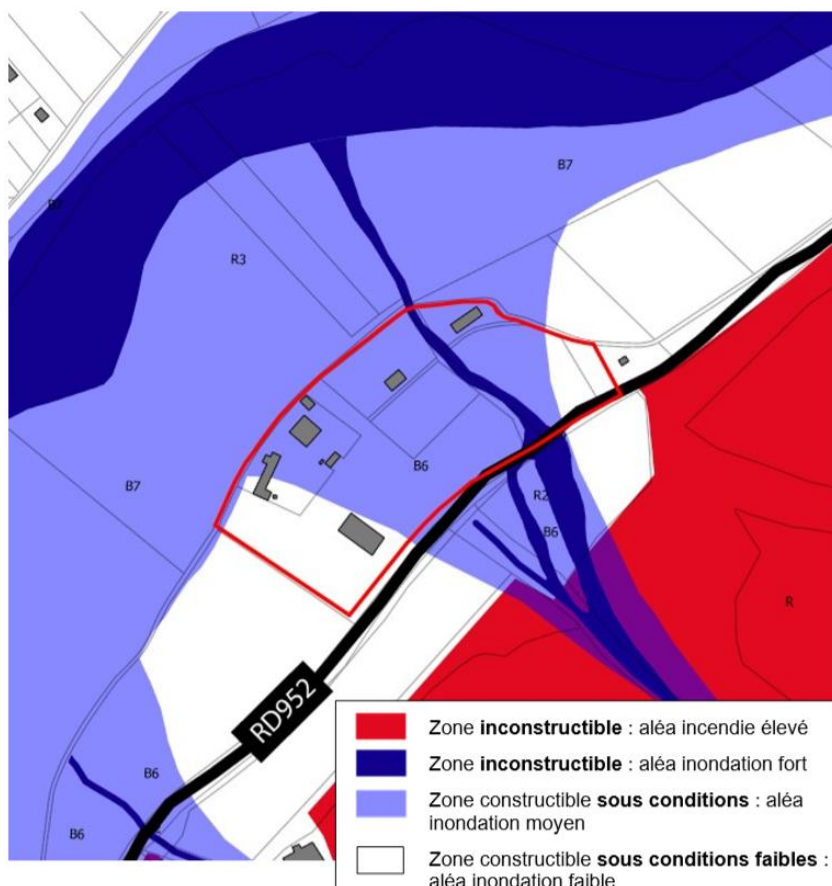 B7
B7
R3
B7
B6
R2
B6
R
RD952
B6
B6
Zone inconstructible : aléa incendie élevé
Zone inconstructible : aléa inondation fort
Zone constructible sous conditions : aléa
inondation moyen
Zone constructible sous conditions faibles :
aléa inondation faible